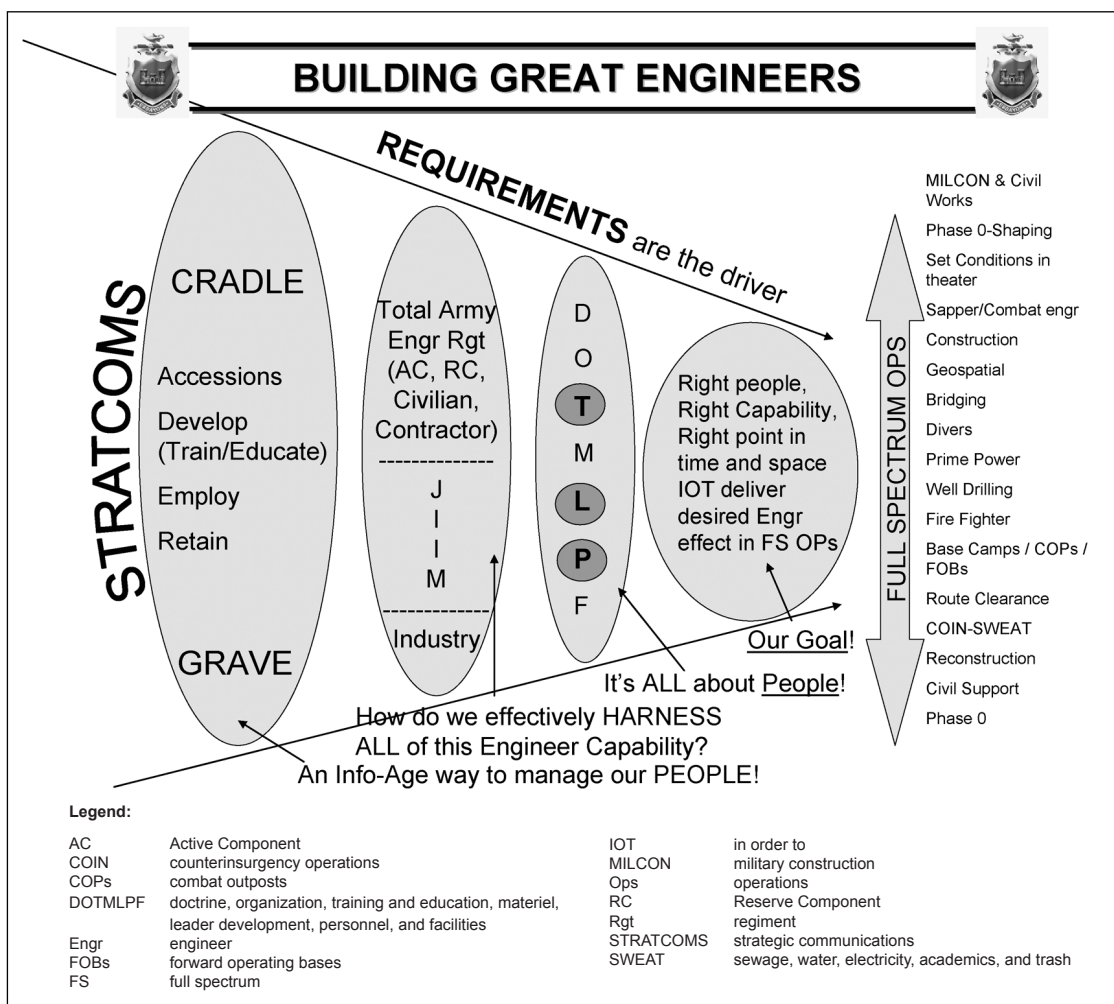 BUILDING GREAT ENGINEERS
REQUIREMENTS are the driver
STRATCOMS
CRADLE
Accessions
Develop
(Train/Educate)
Employ
Retain
GRAVE
Total Army
Engr Rgt
(AC, RC,
Civilian,
Contractor)
---------------
J
I
I
M
---------------
Industry
D
O
T
M
L
P
F
Right people,
Right Capability,
Right point in
time and space
IOT deliver
desired Engr
effect in FS OPs
Our Goal!
It's ALL about People!
How do we effectively HARNESS
ALL of this Engineer Capability?
An Info-Age way to manage our PEOPLE!
FULL SPECTRUM OPS
MILCON & Civil
Works
Phase 0-Shaping
Set Conditions in
theater
Sapper/Combat engr
Construction
Geospatial
Bridging
Divers
Prime Power
Well Drilling
Fire Fighter
Base Camps / COPs /
FOBs
Route Clearance
COIN-SWEAT
Reconstruction
Civil Support
Phase 0
Legend:
AC Active Component
COIN counterinsurgency operations
COPs combat outposts
DOTMLPF doctrine, organization, training and education, materiel,
leader development, personnel, and facilities
Engr engineer
FOBs forward operating bases
FS full spectrum
IOT in order to
MILCON military construction
Ops operations
RC Reserve Component
Rgt regiment
STRATCOMS strategic communications
SWEAT sewage, water, electricity, academics, and trash